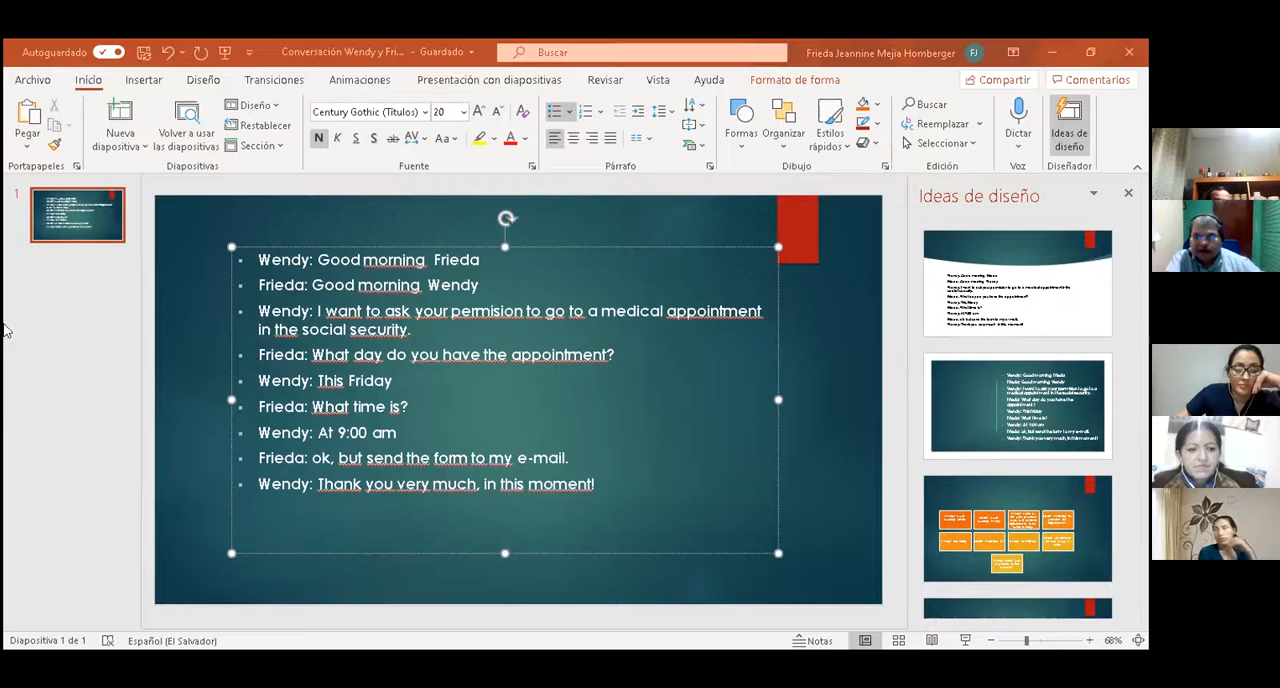 Autoguardado
Conversación Wendy y Fri... - Guardado
Buscar
Frieda Jeannine Mejia Homberger
FJ
Archivo Inicio Insertar Diseño Transiciones Animaciones Presentación con diapositivas Revisar Vista Ayuda Formato de forma
Compartir
Comentarios
Pegar
Portapapeles
Nueva diapositiva
Volver a usar las diapositivas
Diseño
Restablecer
Sección
Diapositivas
Century Gothic (Títulos)
20
N K S ab AV Aa A
Fuente
Párrafo
Formas
Organizar
Estilos rápidos
Dibujo
Buscar
Reemplazar
Seleccionar
Edición
Dictar
Voz
Ideas de diseño
Diseñador
1
Wendy: Good morning Frieda
Frieda: Good morning Wendy
Wendy: I want to ask your permision to go to a medical appointment
in the social security.
Frieda: What day do you have the appointment?
Wendy: This Friday
Frieda: What time is?
Wendy: At 9:00 am
Frieda: ok, but send the form to my e-mail.
Wendy: Thank you very much, in this moment!
Ideas de diseño
Diapositiva 1 de 1
Español (El Salvador)
Notas
68%